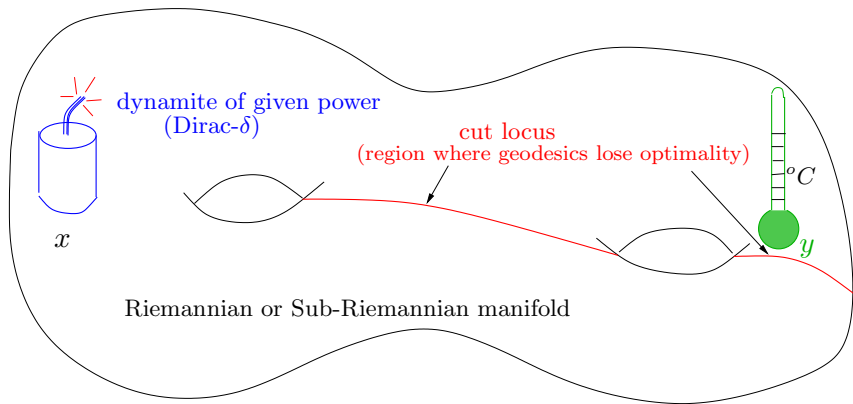 dynamite of given power
(Dirac-δ)
cut locus
(region where geodesics lose optimality)
°C
x
y
Riemannian or Sub-Riemannian manifold